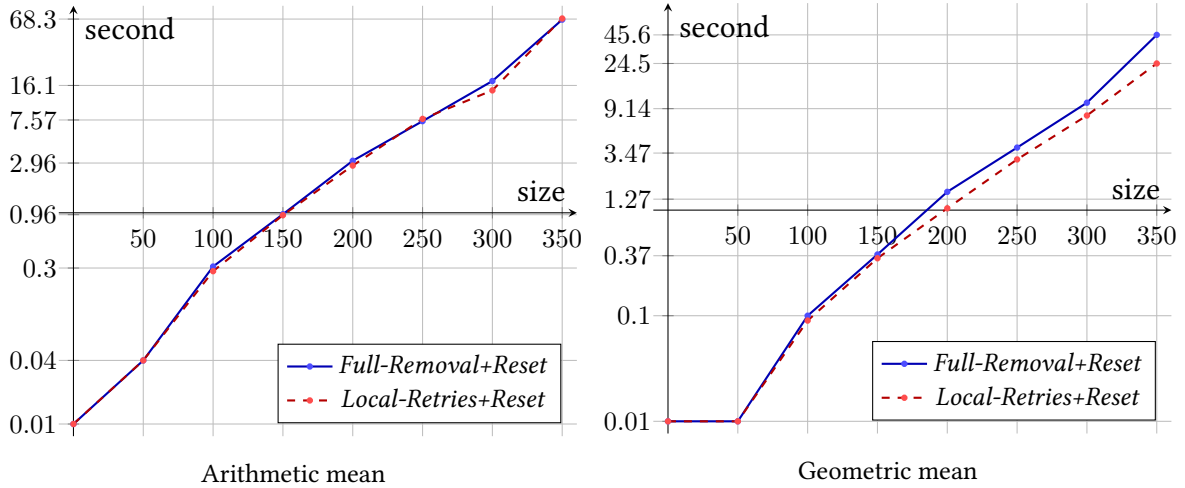 68.3
second
16.1
7.57
2.96
size
0.96
50 100 150 200 250 300 350
0.3
0.04
Full-Removal+Reset
Local-Retries+Reset
0.01
Arithmetic mean
45.6
second
24.5
9.14
3.47
1.27
size
50 100 150 200 250 300 350
0.37
0.1
Full-Removal+Reset
Local-Retries+Reset
0.01
Geometric mean